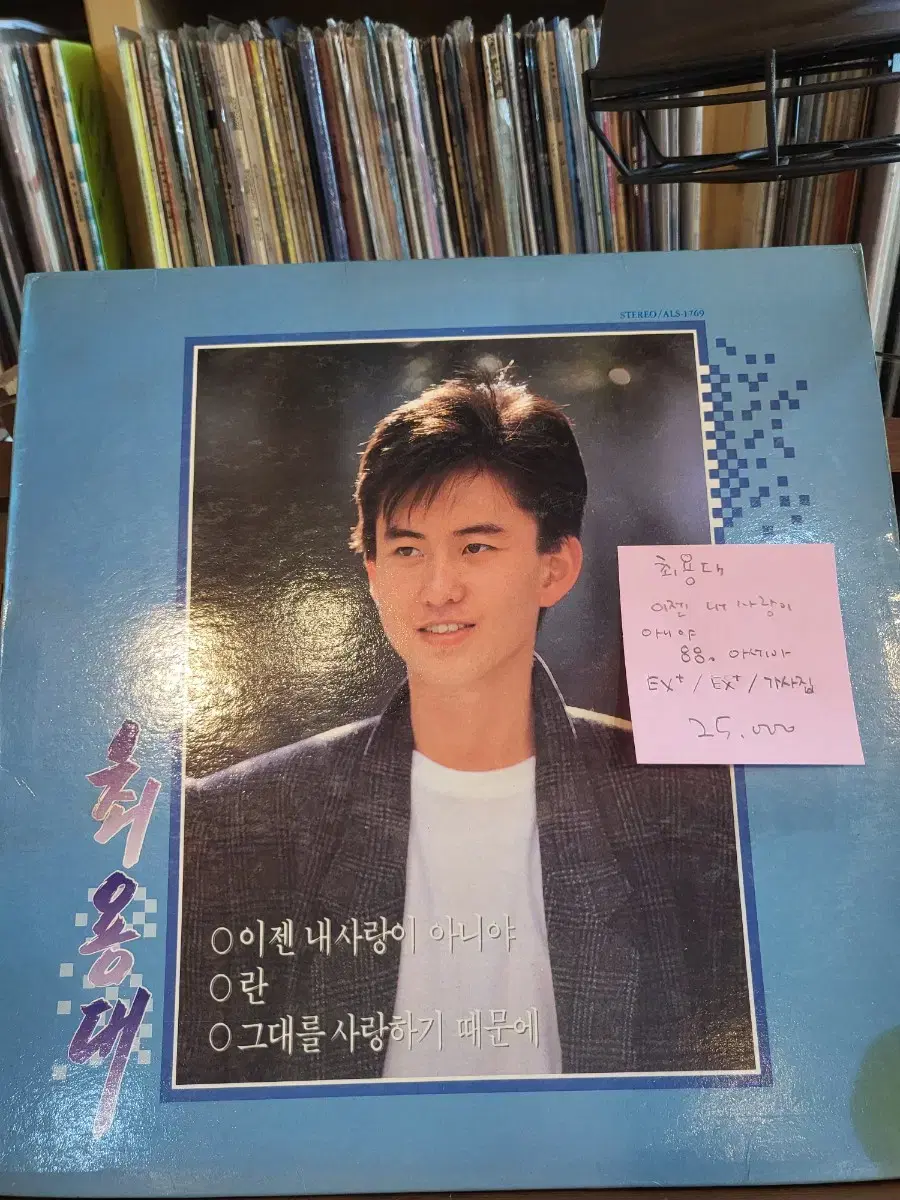 STEREO/ALS-1769
최용대
이젠 내 사랑이
아니야
88. 아세아
EX+ / EX+ / 가사집
25.000
최용대
○이젠 내사랑이 아니야
○란
○그대를 사랑하기 때문에